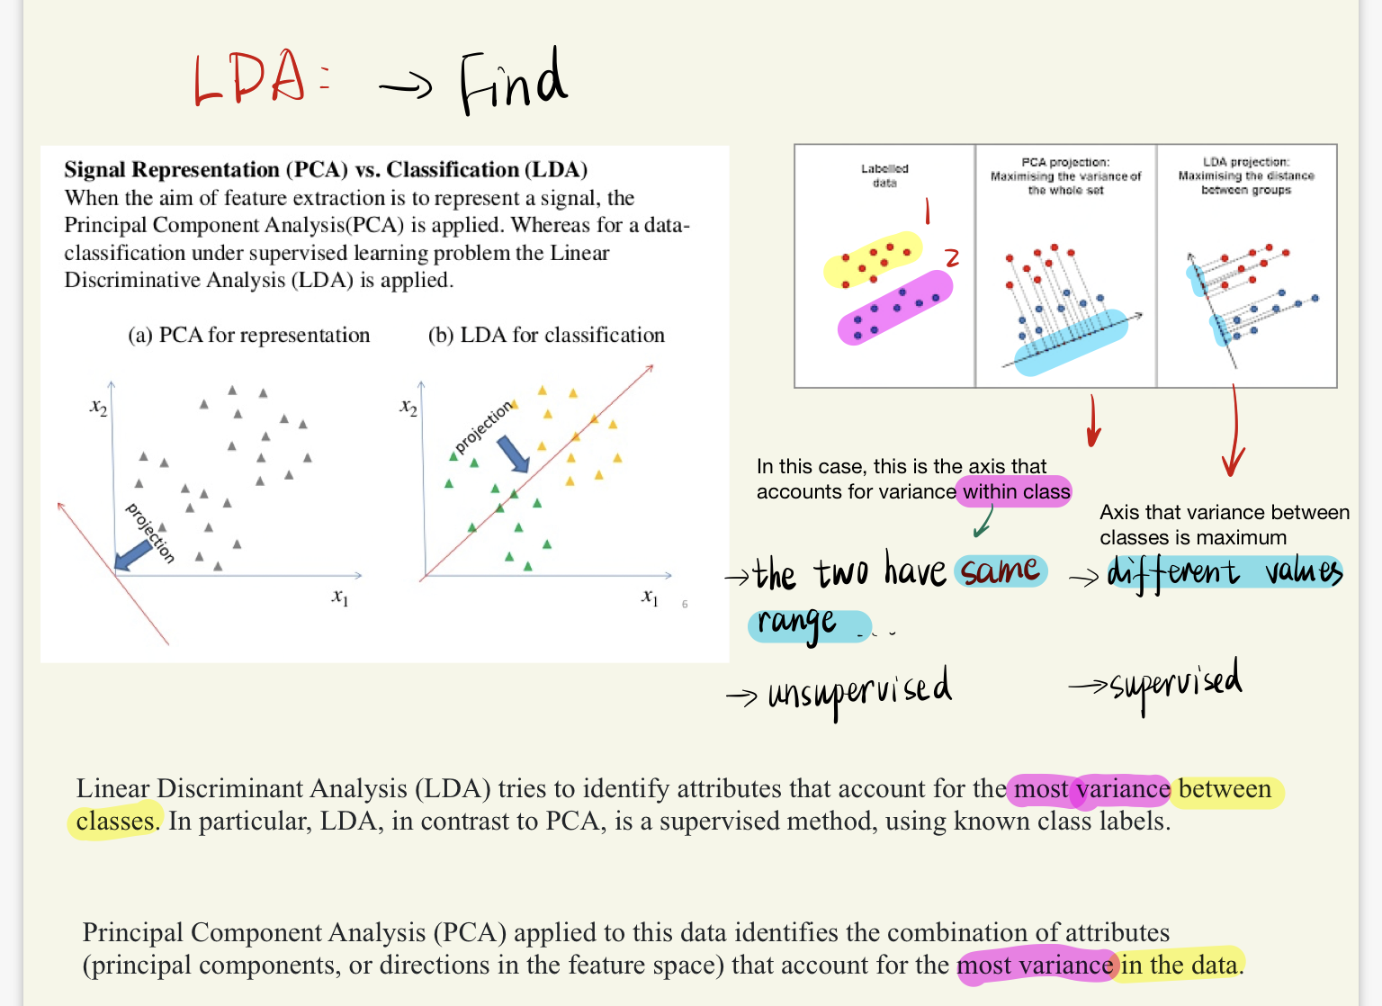 LDA: → Find
Signal Representation (PCA) vs. Classification (LDA)
When the aim of feature extraction is to represent a signal, the
Principal Component Analysis(PCA) is applied. Whereas for a data-
classification under supervised learning problem the Linear
Discriminative Analysis (LDA) is applied.
(a) PCA for representation
(b) LDA for classification
x2
projection
x1
x2
projection
x1
6
Labelled
data
1
2
PCA projection:
Maximising the variance of
the whole set
LDA projection:
Maximising the distance
between groups
In this case, this is the axis that
accounts for variance within class
→ the two have same
range ...
→ unsupervised
Axis that variance between
classes is maximum
→ different values
→ supervised
Linear Discriminant Analysis (LDA) tries to identify attributes that account for the most variance between
classes. In particular, LDA, in contrast to PCA, is a supervised method, using known class labels.
Principal Component Analysis (PCA) applied to this data identifies the combination of attributes
(principal components, or directions in the feature space) that account for the most variance in the data.